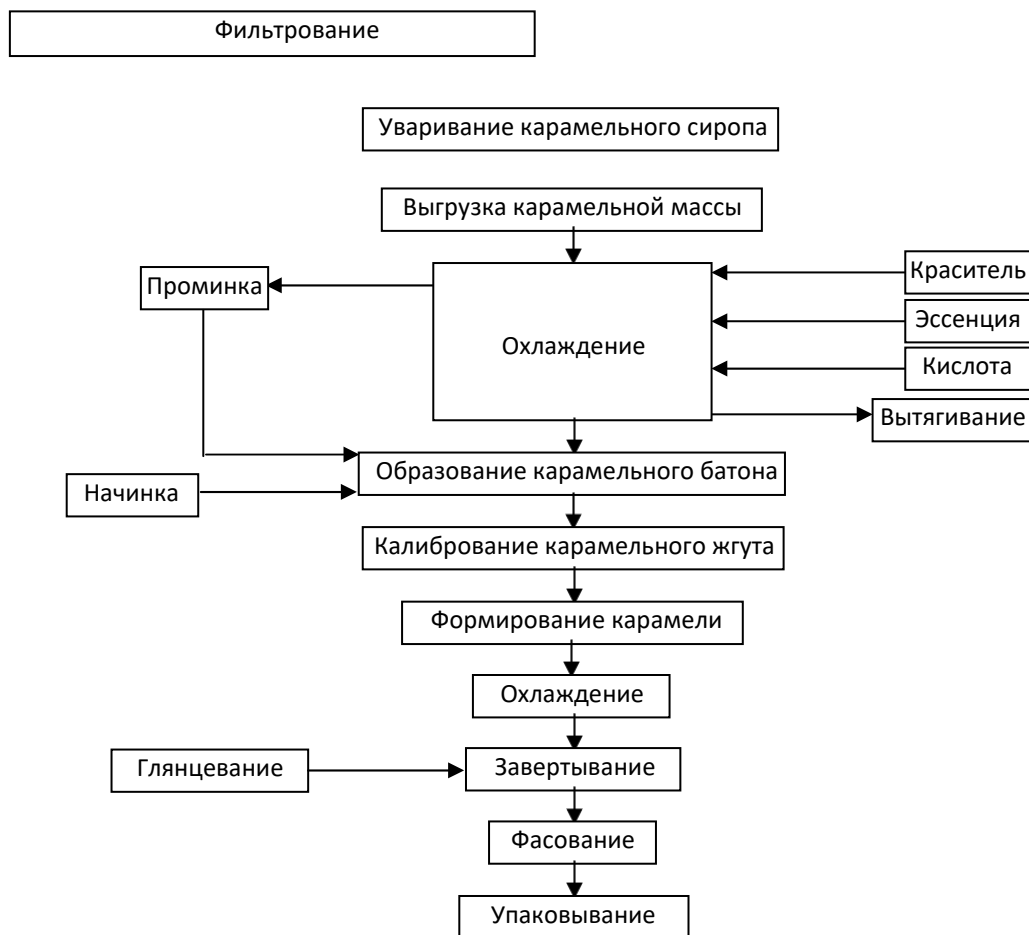 Фильтрование
Уваривание карамельного сиропа
Выгрузка карамельной массы
Проминка
Охлаждение
Краситель
Эссенция
Кислота
Вытягивание
Образование карамельного батона
Начинка
Калибрование карамельного жгута
Формирование карамели
Охлаждение
Глянцевание
Завертывание
Фасование
Упаковывание